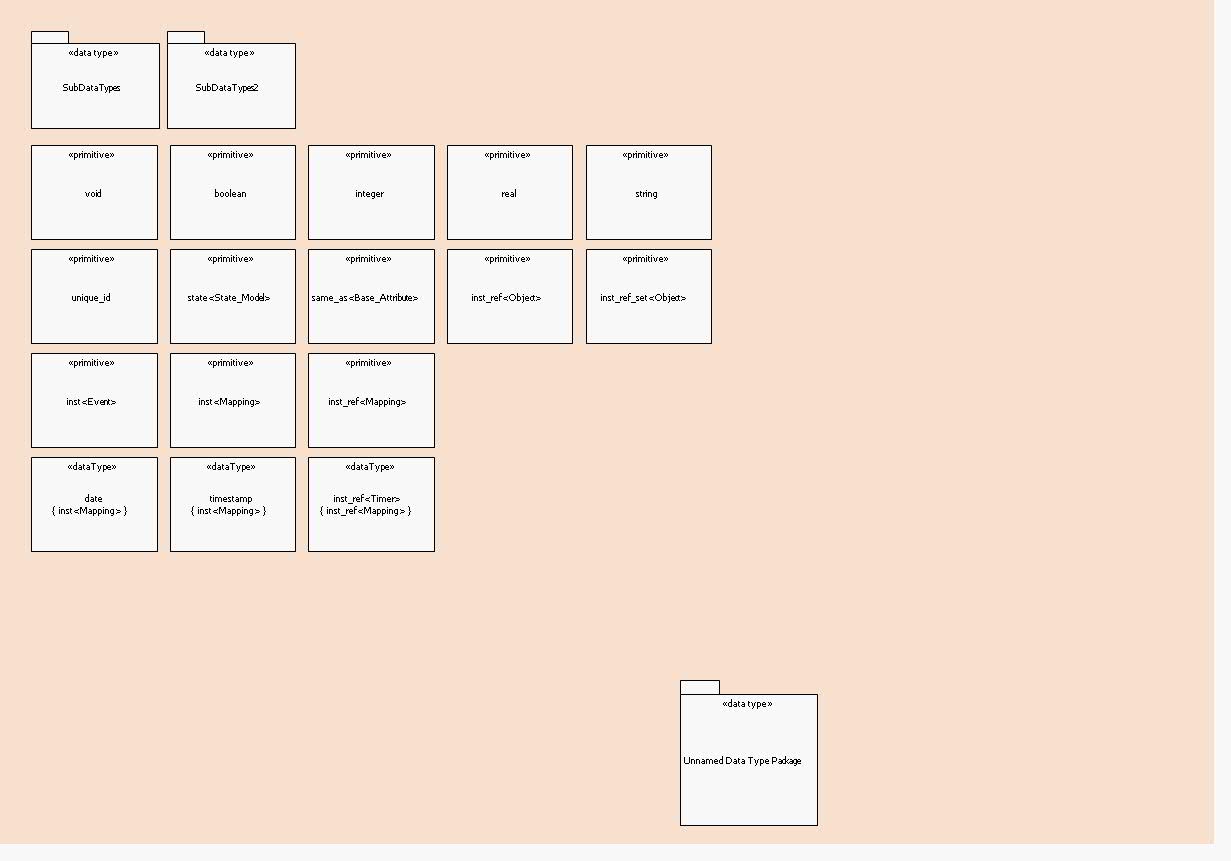 «data type»
SubDataTypes
«data type»
SubDataTypes2
«primitive»
void
«primitive»
boolean
«primitive»
integer
«primitive»
real
«primitive»
string
«primitive»
unique_id
«primitive»
state<State_Model>
«primitive»
same_as<Base_Attribute>
«primitive»
inst_ref<Object>
«primitive»
inst_ref_set<Object>
«primitive»
inst<Event>
«primitive»
inst<Mapping>
«primitive»
inst_ref<Mapping>
«dataType»
date
{ inst<Mapping> }
«dataType»
timestamp
{ inst<Mapping> }
«dataType»
inst_ref<Timer>
{ inst_ref<Mapping> }
«data type»
Unnamed Data Type Package